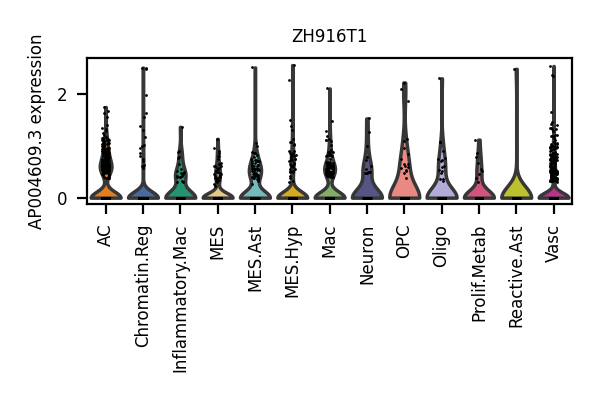 ZH916T1
AP004609.3 expression
2
0
AC
Chromatin.Reg
Inflammatory.Mac
MES
MES.Ast
MES.Hyp
Mac
Neuron
OPC
Oligo
Prolif.Metab
Reactive.Ast
Vasc